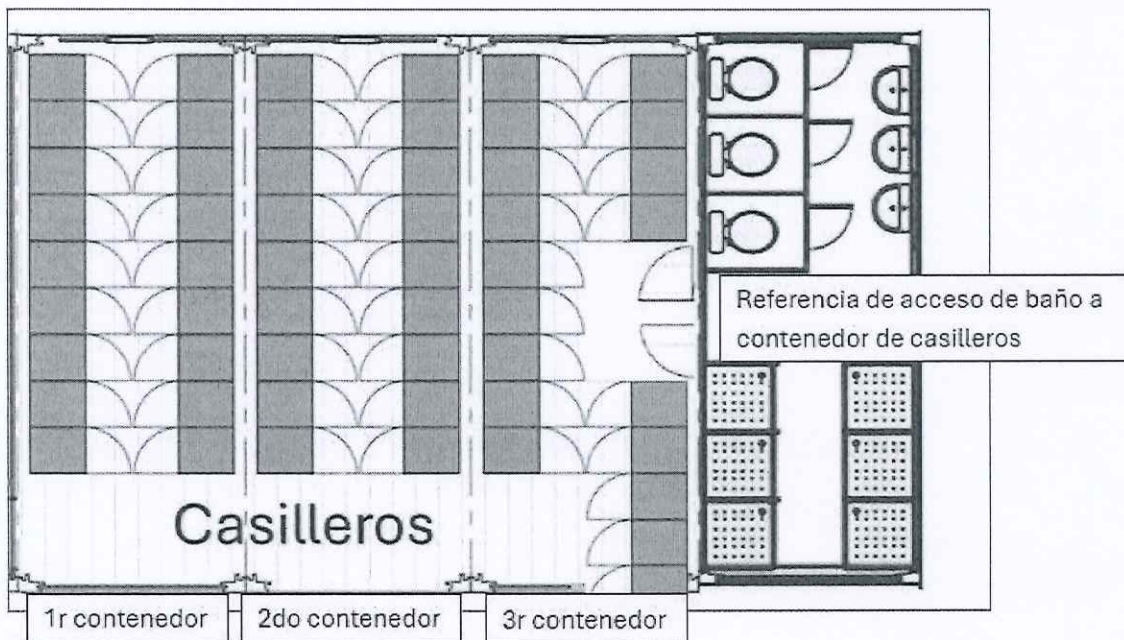 Referencia de acceso de baño a
contenedor de casilleros
Casilleros
1r contenedor
2do contenedor
3r contenedor